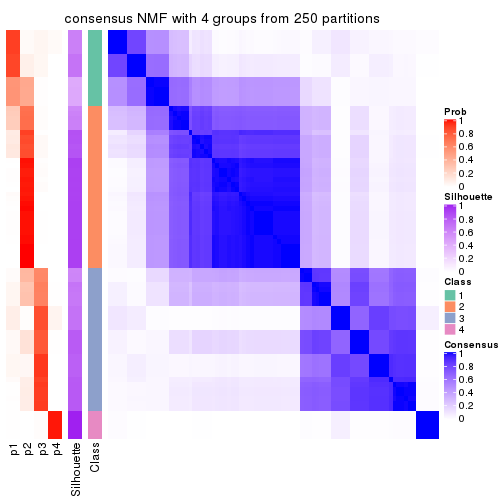 consensus NMF with 4 groups from 250 partitions
Prob
1
0.8
0.6
0.4
0.2
0
Silhouette
1
0.8
0.6
0.4
0.2
0
Class
1
2
3
4
Consensus
1
0.8
0.6
0.4
0.2
0
p1
p2
p3
p4
Silhouette
Class